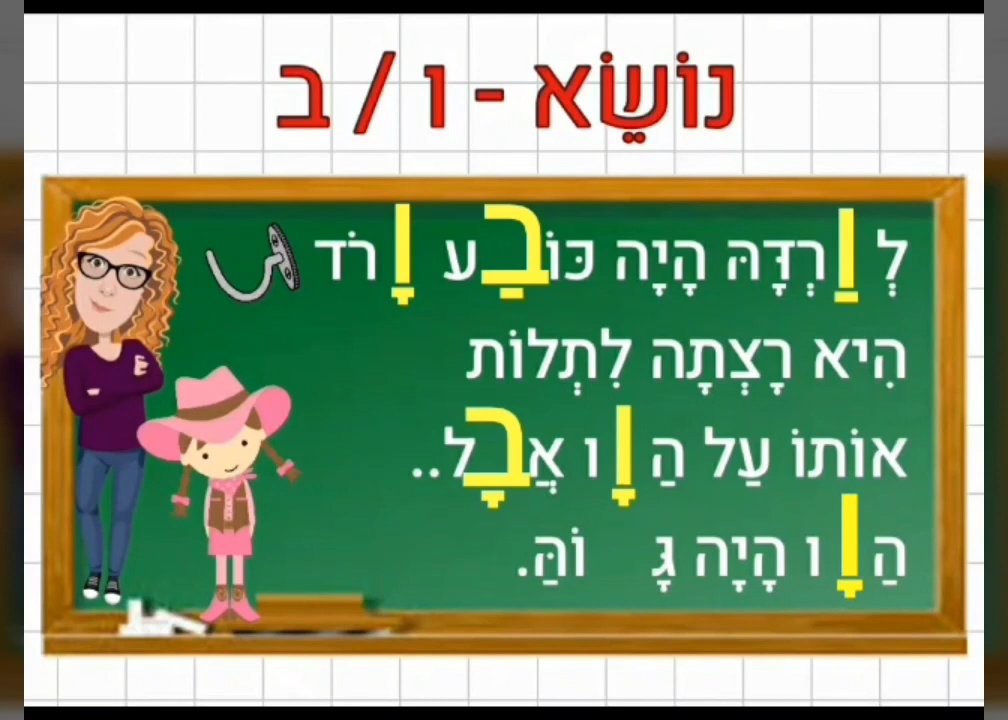 נוֹשֵׂא - ו / ב
לְוַרְדָּה הָיָה כּוֹבַע וָרֹד
הִיא רָצְתָה לִתְלוֹת
אוֹתוֹ עַל הַוָּו אֲבָל..
הַוָּו הָיָה גָּ וֹהַּ.